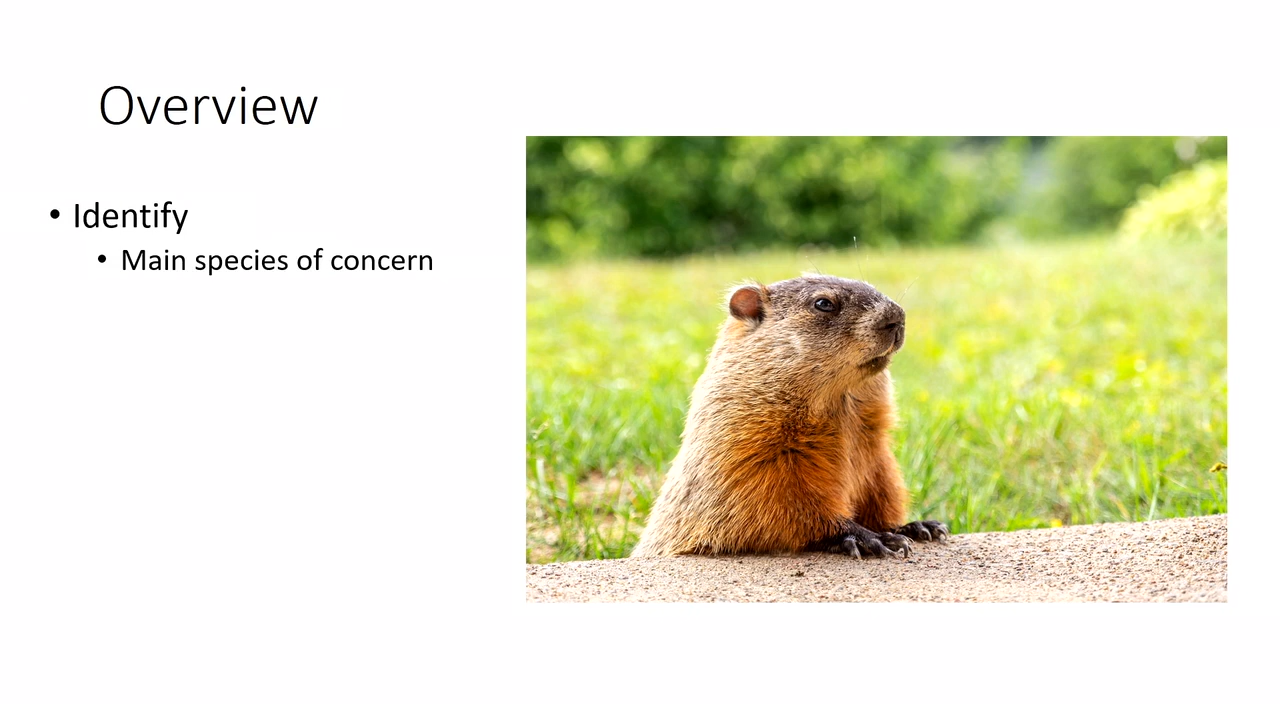 Overview
• Identify
• Main species of concern